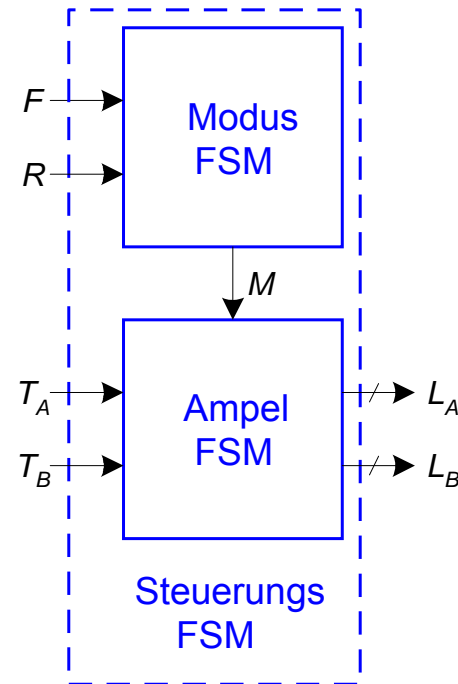 F
Modus
FSM
R
M
T_A
Ampel
FSM
L_A
T_B
L_B
Steuerungs
FSM